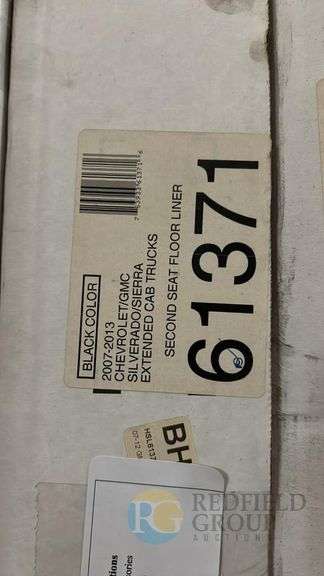 BLACK COLOR
2007-2013
CHEVROLET/GMC
SILVERADO/SIERRA
EXTENDED CAB TRUCKS
SECOND SEAT FLOOR LINER
61371
BH
RG
REDFIELD
GROUP
AUCTIONS